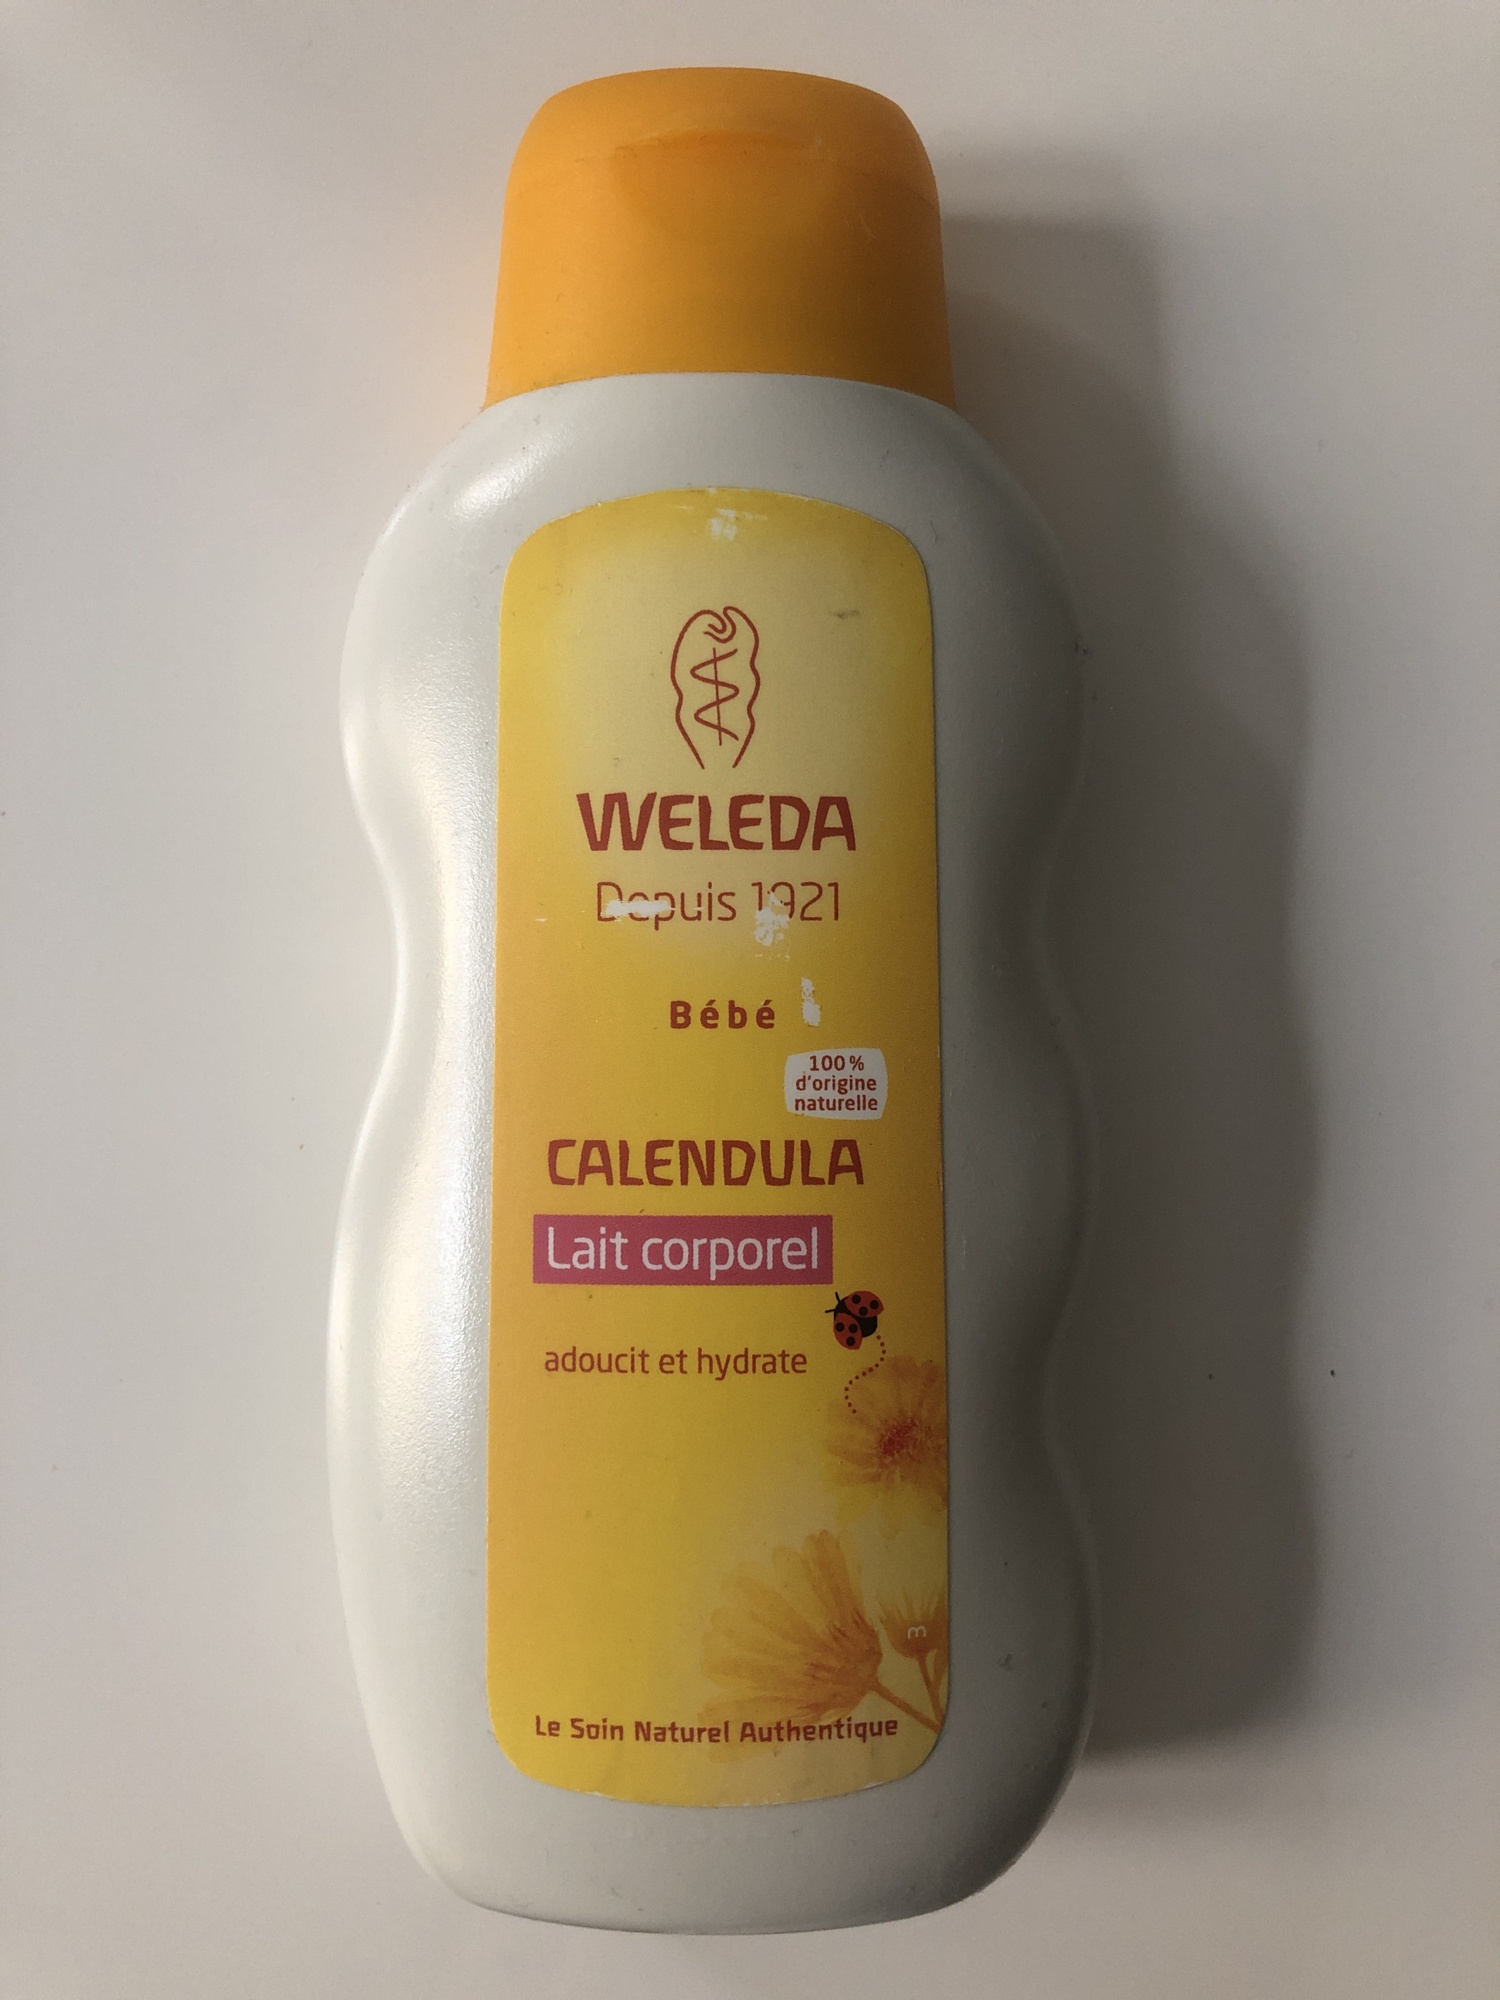 WELEDA
Depuis 1921
Bébé
100%
d'origine
naturelle
CALENDULA
Lait corporel
adoucit et hydrate
Le Soin Naturel Authentique